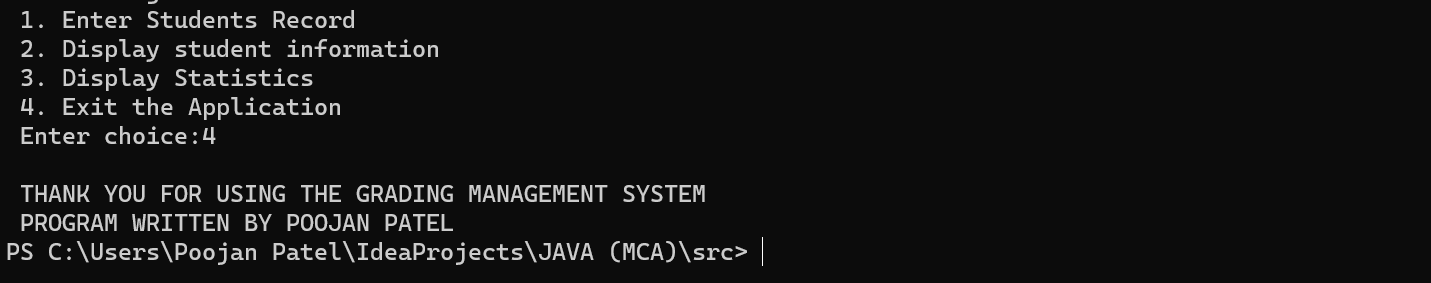 1. Enter Students Record
2. Display student information
3. Display Statistics
4. Exit the Application
Enter choice:4
THANK YOU FOR USING THE GRADING MANAGEMENT SYSTEM
PROGRAM WRITTEN BY POOJAN PATEL
PS C:\Users\Poojan Patel\IdeaProjects\JAVA (MCA)\src>